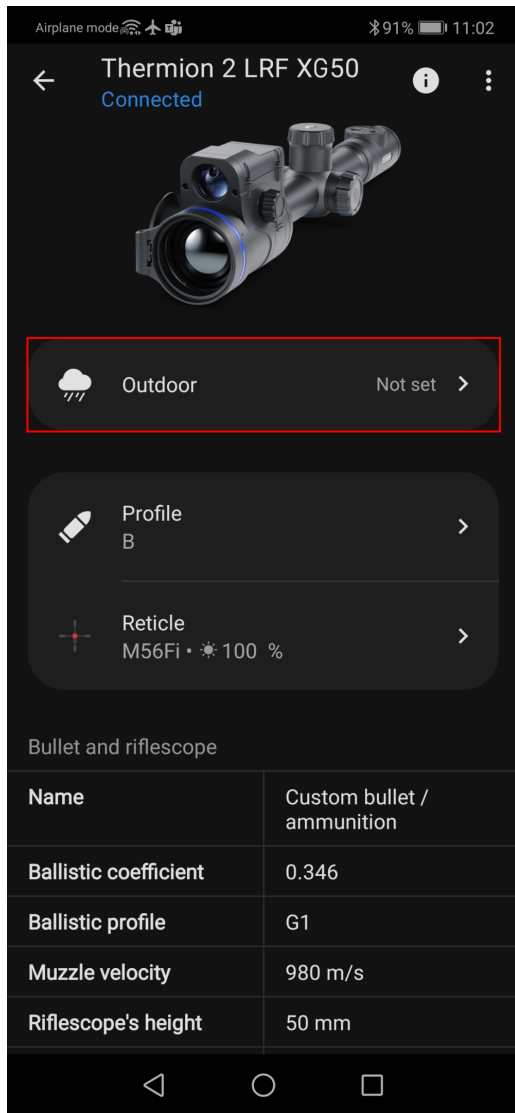 Airplane mode 91% 11:02
Thermion 2 LRF XG50
Connected
Outdoor Not set
Profile
B
Reticle
M56Fi • 100 %
Bullet and riflescope
Name Custom bullet /
ammunition
Ballistic coefficient 0.346
Ballistic profile G1
Muzzle velocity 980 m/s
Riflescope's height 50 mm